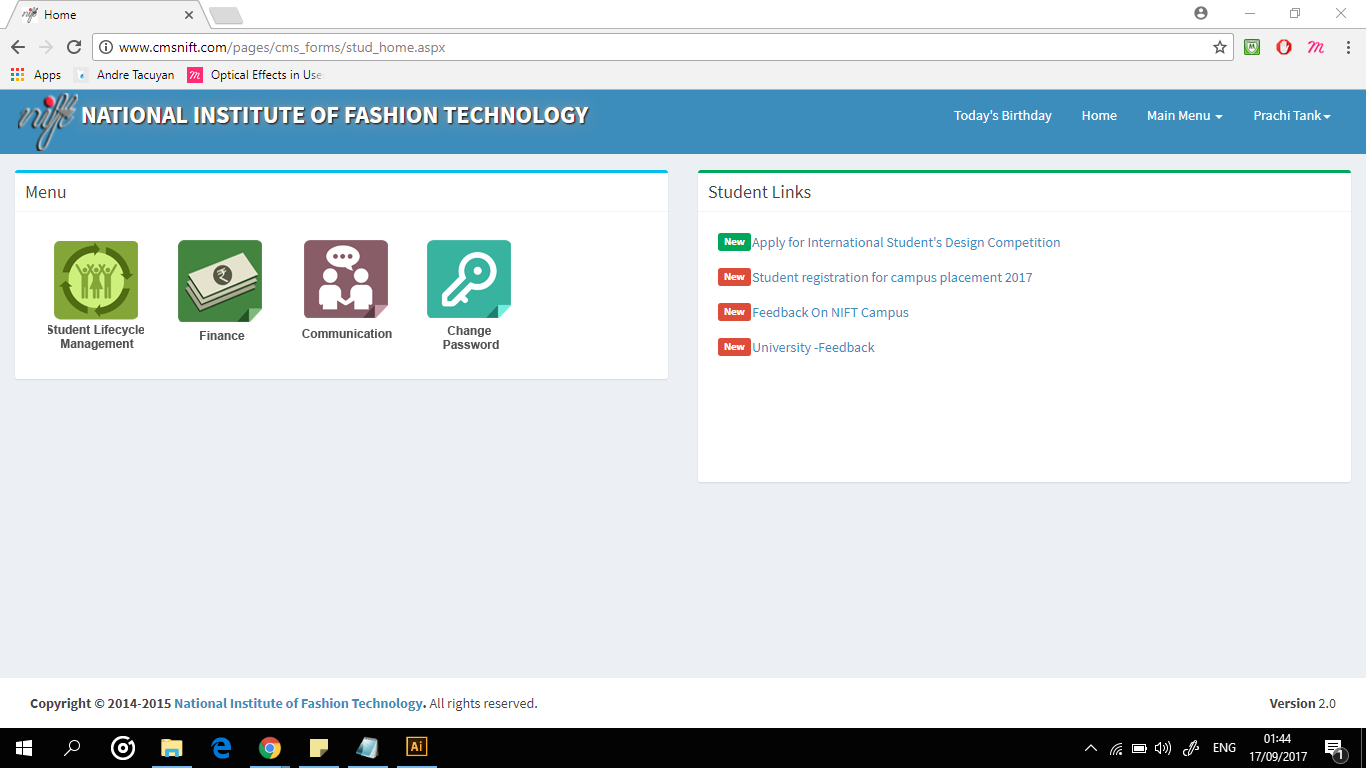 Home
www.cmsnift.com/pages/cms_forms/stud_home.aspx
Apps Andre Tacuyan Optical Effects in Use
nift NATIONAL INSTITUTE OF FASHION TECHNOLOGY
Today's Birthday Home Main Menu Prachi Tank
Menu
Student Lifecycle
Management
Finance
Communication
Change
Password
Student Links
New Apply for International Student's Design Competition
New Student registration for campus placement 2017
New Feedback On NIFT Campus
New University -Feedback
Copyright © 2014-2015 National Institute of Fashion Technology. All rights reserved.
Version 2.0
Ai
ENG
01:44
17/09/2017
1